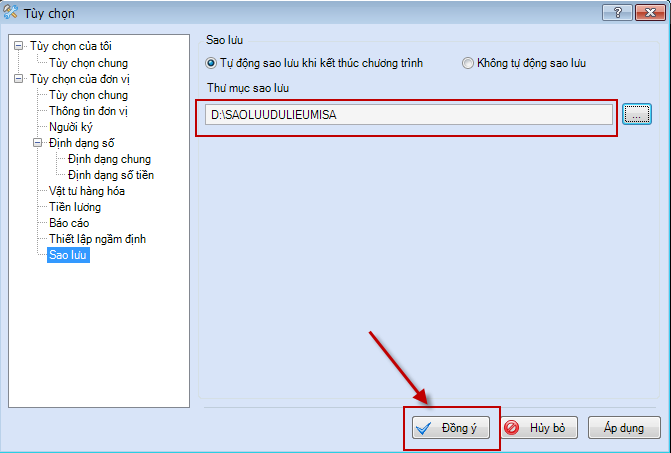 Tùy chọn
Tùy chọn của tôi
Tùy chọn chung
Tùy chọn của đơn vị
Tùy chọn chung
Thông tin đơn vị
Người ký
Định dạng số
Định dạng chung
Định dạng số tiền
Vật tư hàng hóa
Tiền lương
Báo cáo
Thiết lập ngầm định
Sao lưu
Sao lưu
Tự động sao lưu khi kết thúc chương trình
Không tự động sao lưu
Thư mục sao lưu
D:\SAOLUUDULIEUMISA
...
Đồng ý
Hủy bỏ
Áp dụng